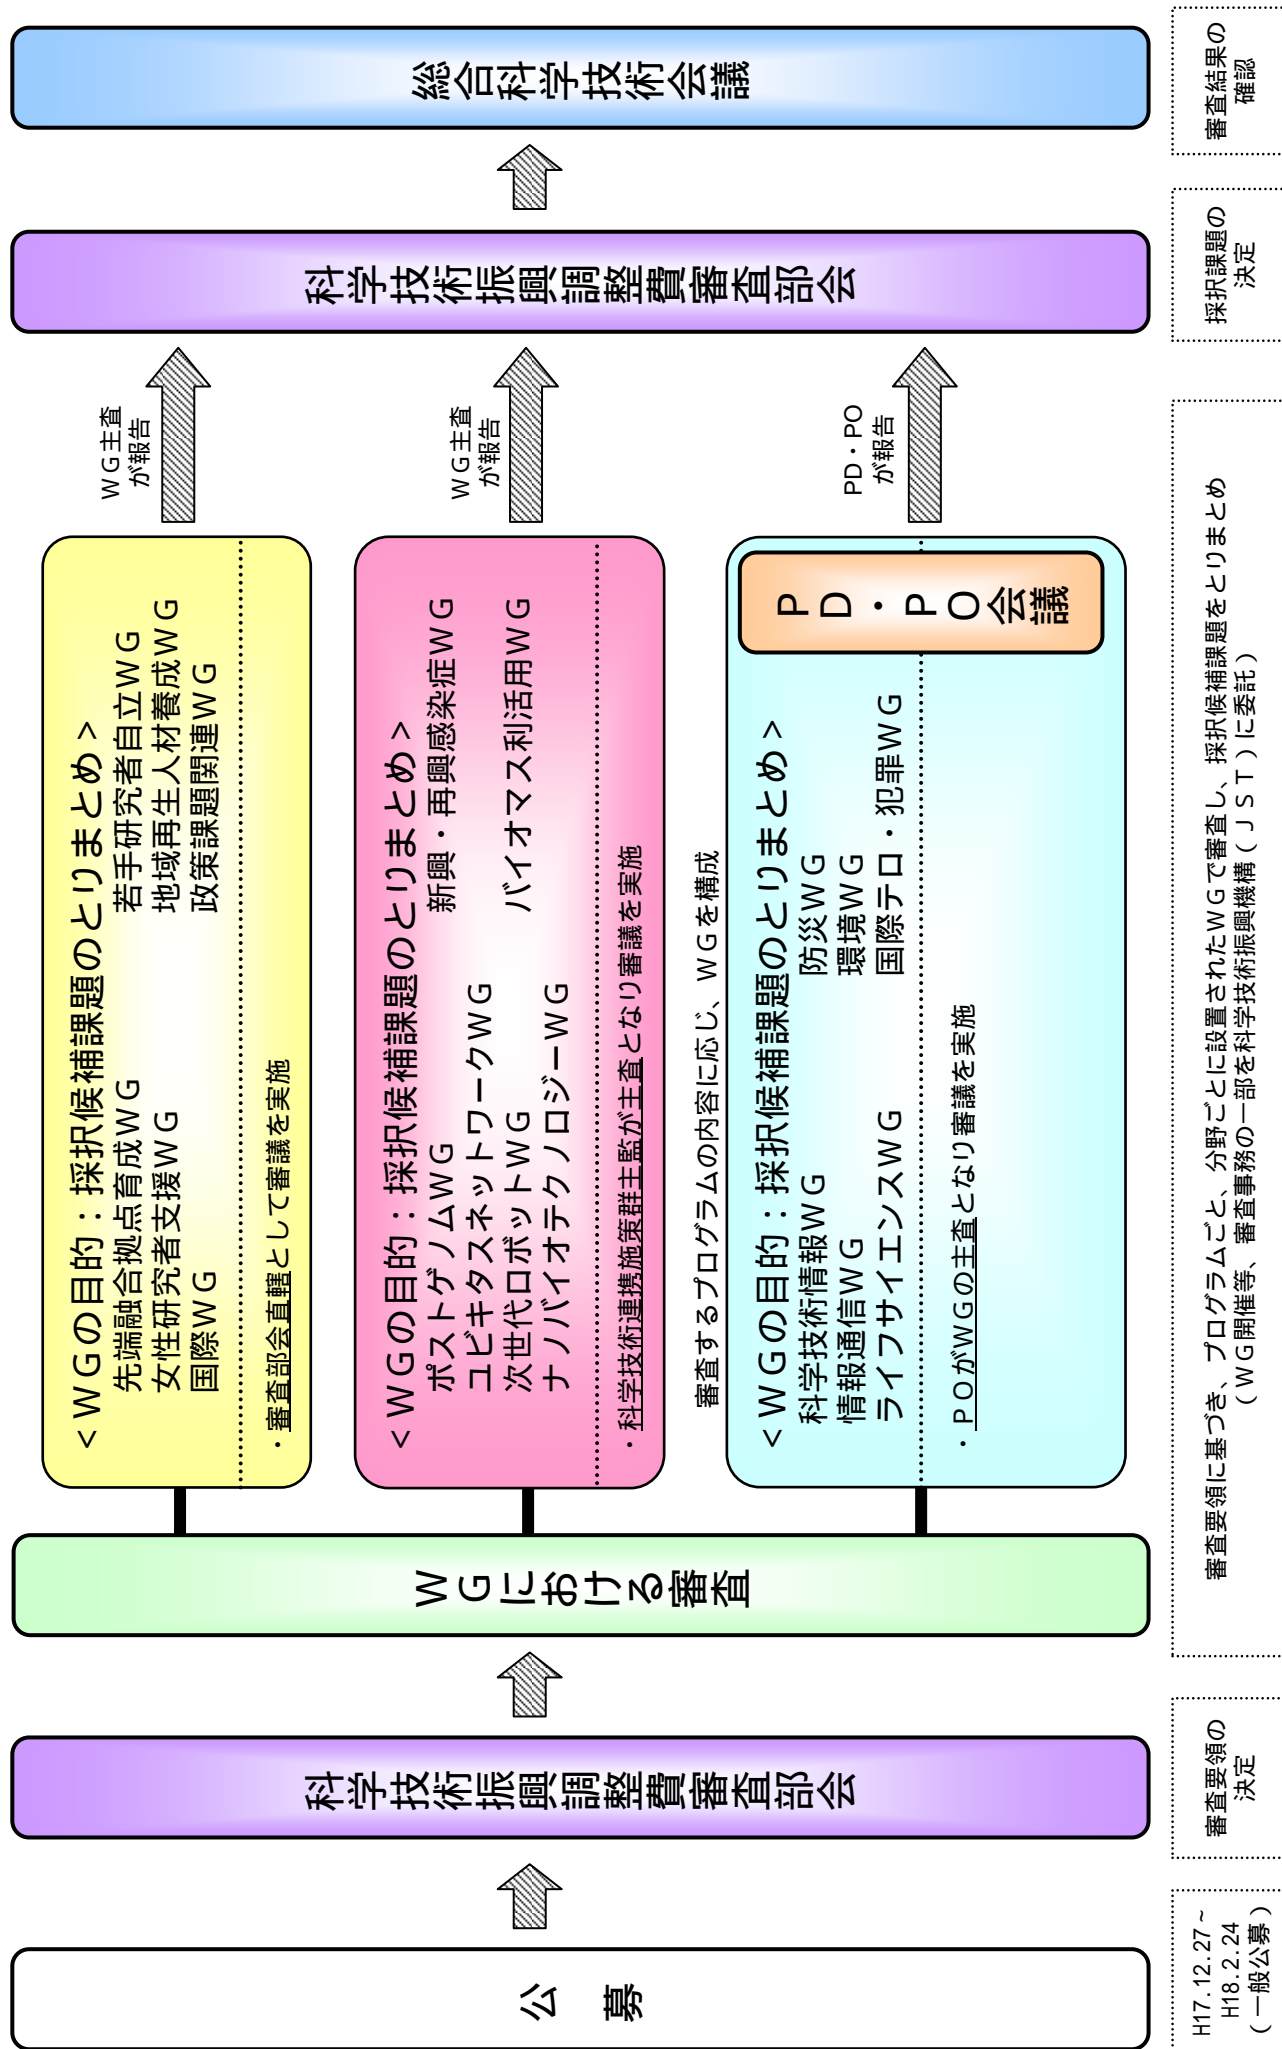 公 募
H17.12.27～
H18.2.24
（一般公募）
科学技術振興調整費審査部会
審査要領の
決定
WGにおける審査
＜WGの目的：採択候補課題のとりまとめ＞
先端融合拠点育成WG
若手研究者自立WG
女性研究者支援WG
地域再生人材養成WG
国際WG
政策課題関連WG
・審査部会直轄として審議を実施
＜WGの目的：採択候補課題のとりまとめ＞
ポストゲノムWG
新興・再興感染症WG
ユビキタスネットワークWG
次世代ロボットWG
バイオマス利活用WG
ナノバイオテクノロジーWG
・科学技術連携施策群主監が主査となり審議を実施
審査するプログラムの内容に応じ、WGを構成
＜WGの目的：採択候補課題のとりまとめ＞
科学技術情報WG
防災WG
情報通信WG
環境WG
ライフサイエンスWG
国際テロ・犯罪WG
・POがWGの主査となり審議を実施
PD・PO会議
審査要領に基づき、プログラムごと、分野ごとに設置されたWGで審査し、採択候補課題をとりまとめ
（WG開催等、審査事務の一部を科学技術振興機構（JST）に委託）
WG主査
が報告
WG主査
が報告
PD・PO
が報告
科学技術振興調整費審査部会
採択課題の
決定
総合科学技術会議
審査結果の
確認